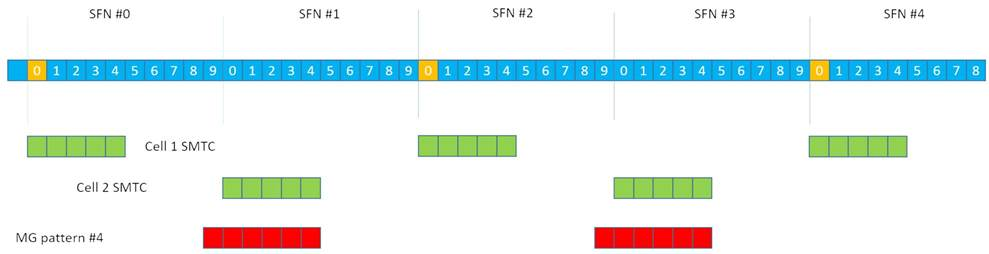 SFN #0 SFN #1 SFN #2 SFN #3 SFN #4
0 1 2 3 4 5 6 7 8 9 0 1 2 3 4 5 6 7 8 9 0 1 2 3 4 5 6 7 8 9 0 1 2 3 4 5 6 7 8 9 0 1 2 3 4 5 6 7 8
Cell 1 SMTC
Cell 2 SMTC
MG pattern #4